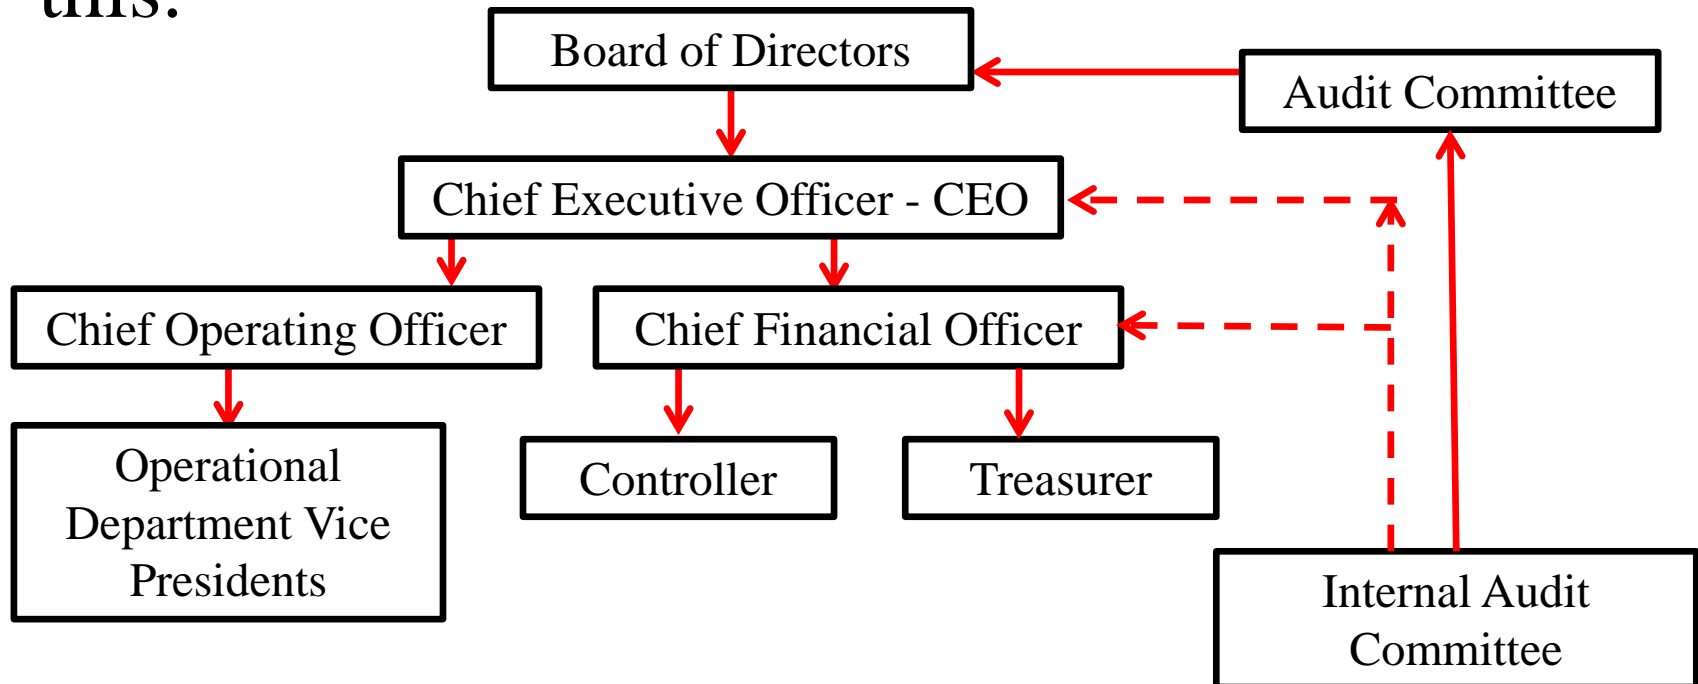 this:
Board of Directors
Audit Committee
Chief Executive Officer - CEO
Chief Operating Officer
Chief Financial Officer
Operational
Department Vice
Presidents
Controller
Treasurer
Internal Audit
Committee